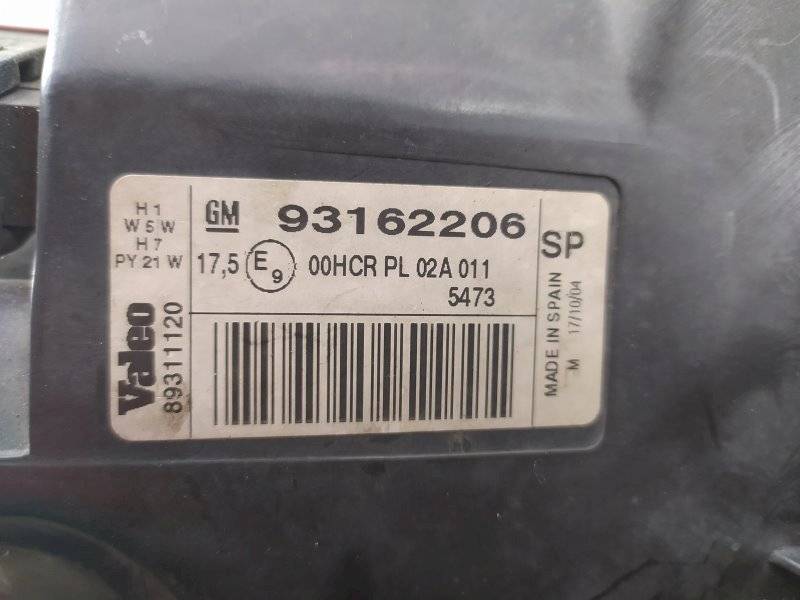 H 1
W 5 W
H 7
PY 21 W
GM 93162206
17,5 E9 00HCR PL 02A 011
5473
SP
Valeo
89311120
MADE IN SPAIN
M 17/10/04